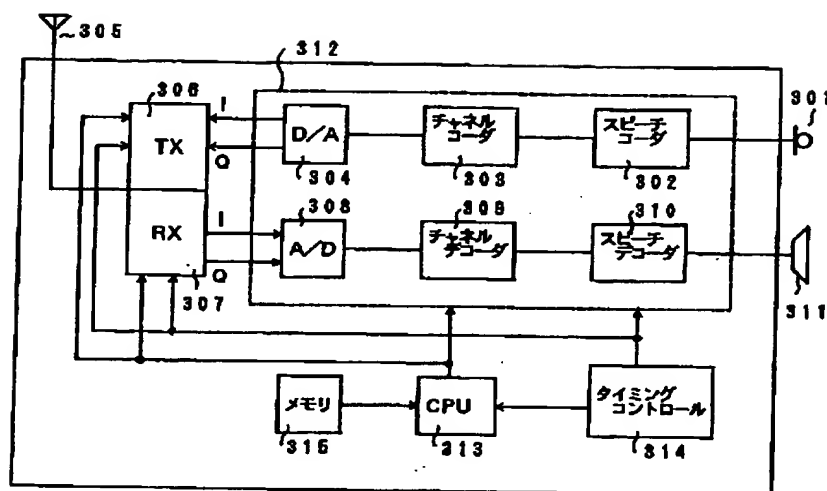 305
312
306
TX
I
Q
D/A
304
チャネル
コーダ
303
スピーチ
コーダ
302
301
RX
307
I
Q
308
A/D
309
チャネル
デコーダ
310
スピーチ
デコーダ
311
メモリ
315
CPU
313
タイミング
コントロール
314